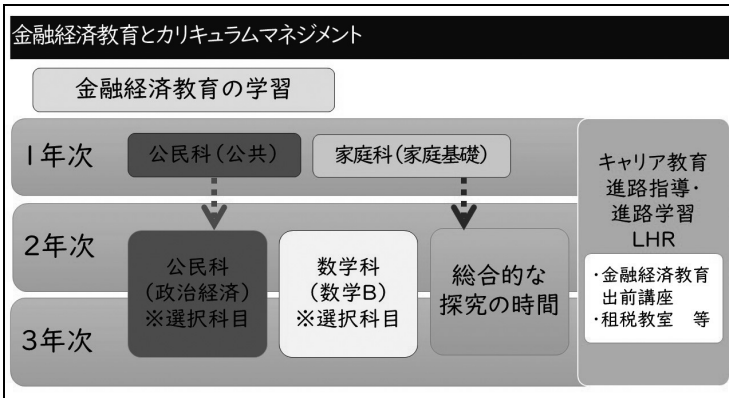 金融経済教育とカリキュラムマネジメント
金融経済教育の学習
1年次
公民科(公共)
家庭科(家庭基礎)
2年次
3年次
公民科
(政治経済)
※選択科目
数学科
(数学B)
※選択科目
総合的な
探究の時間
キャリア教育
進路指導・
進路学習
LHR
・金融経済教育
出前講座
・租税教室　等